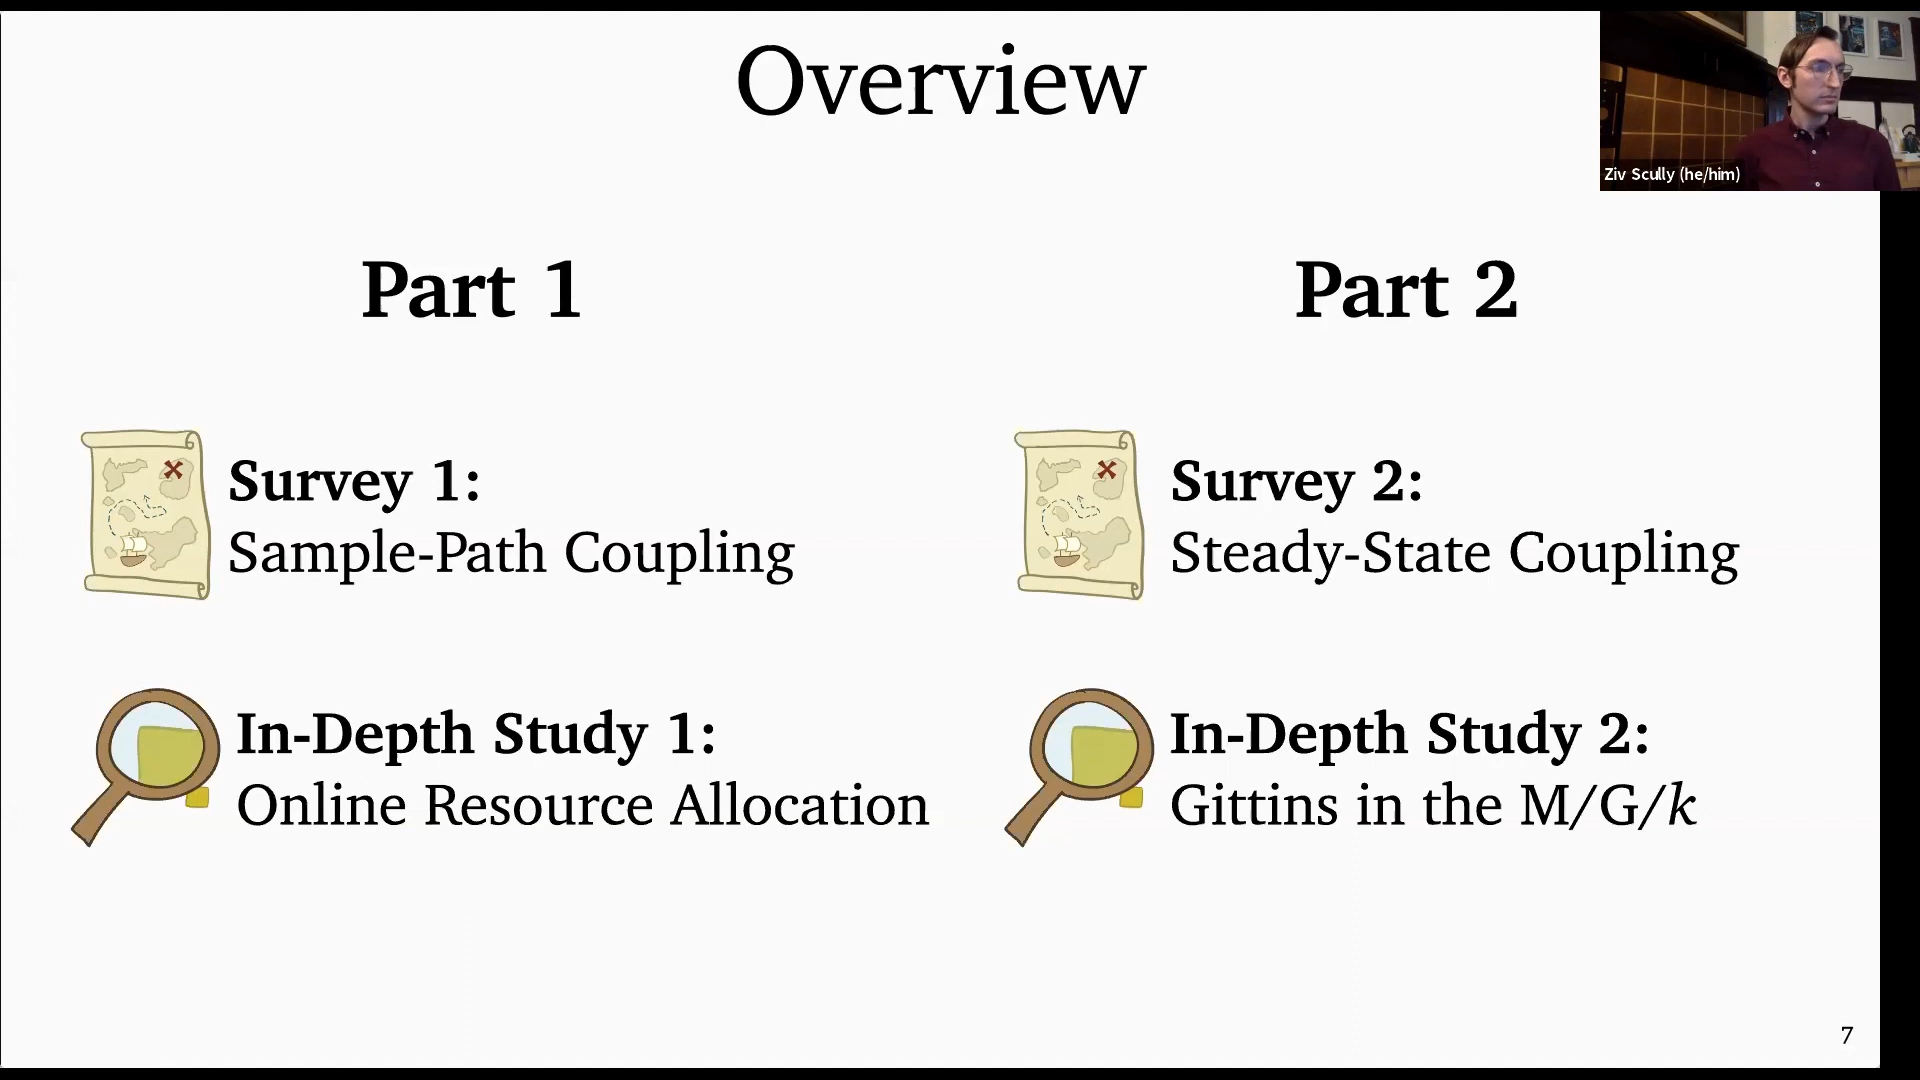 Overview
Ziv Scully (he/him)
Part 1
Survey 1:
Sample-Path Coupling
In-Depth Study 1:
Online Resource Allocation
Part 2
Survey 2:
Steady-State Coupling
In-Depth Study 2:
Gittins in the M/G/k
7